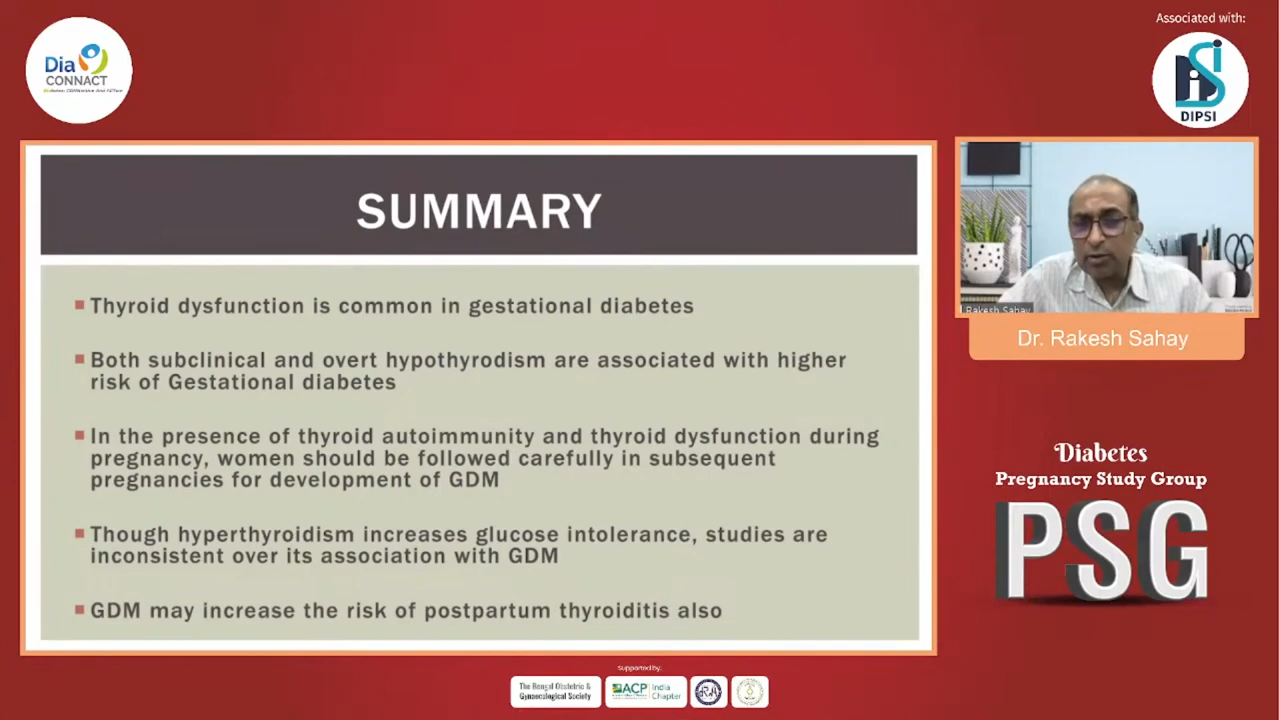 Associated with:
Dia
CONNACT
DIPSI
SUMMARY
Thyroid dysfunction is common in gestational diabetes
Both subclinical and overt hypothyrodism are associated with higher
risk of Gestational diabetes
In the presence of thyroid autoimmunity and thyroid dysfunction during
pregnancy, women should be followed carefully in subsequent
pregnancies for development of GDM
Though hyperthyroidism increases glucose intolerance, studies are
inconsistent over its association with GDM
GDM may increase the risk of postpartum thyroiditis also
Rakesh Sahay
Dr. Rakesh Sahay
Diabetes
Pregnancy Study Group
PSG
Supported by:
The Bengal Obstetric &
Gynaecological Society
ACP India
Chapter